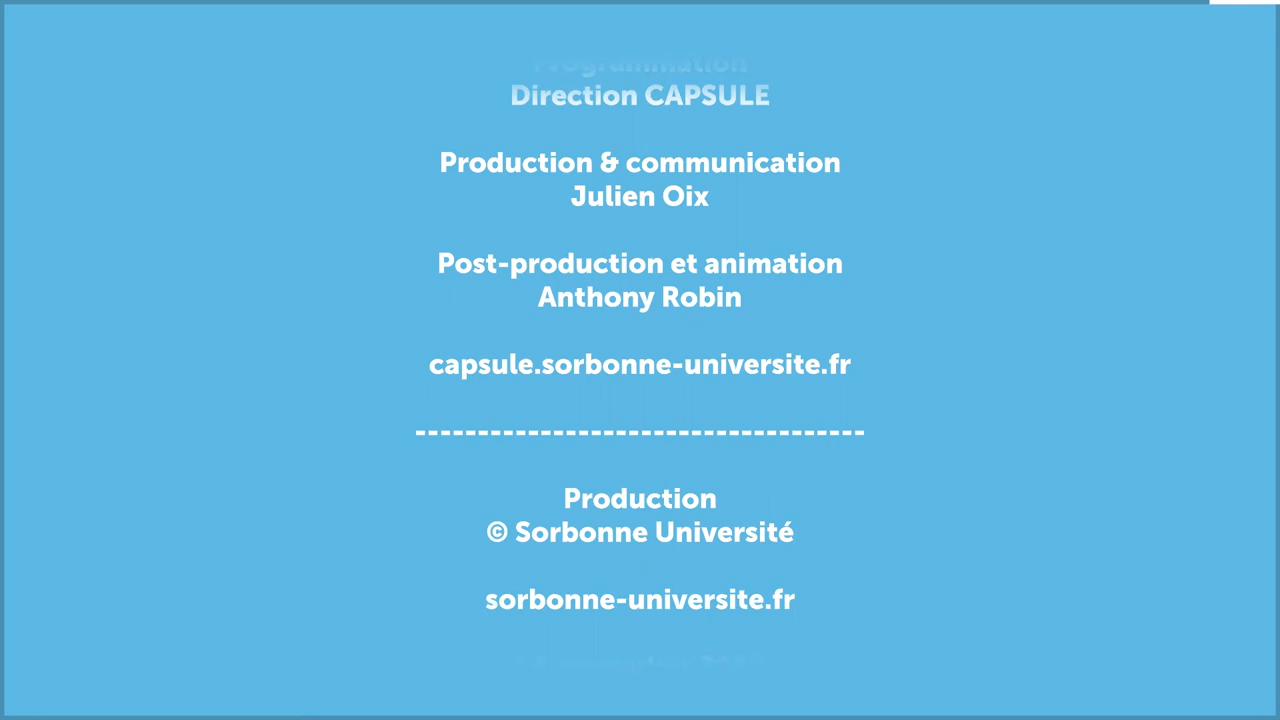 Programmation
Direction CAPSULE
Production & communication
Julien Oix
Post-production et animation
Anthony Robin
capsule.sorbonne-universite.fr
-------------------------------------
Production
© Sorbonne Université
sorbonne-universite.fr